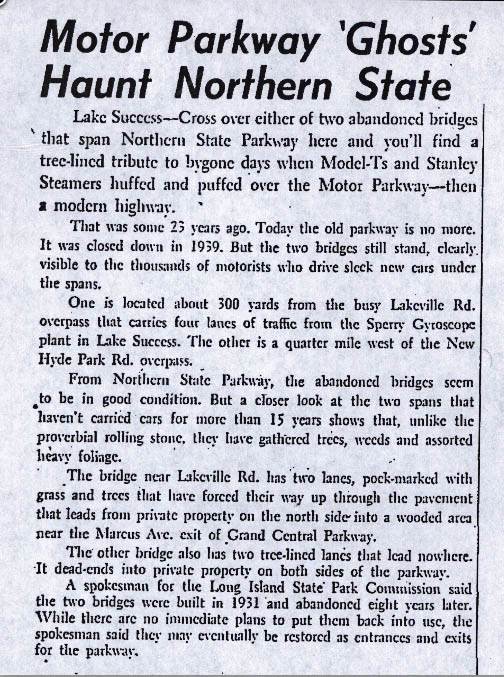 Motor Parkway 'Ghosts'
Haunt Northern State
Lake Success—Cross over either of two abandoned bridges
that span Northern State Parkway here and you'll find a
tree-lined tribute to bygone days when Model-Ts and Stanley
Steamers huffed and puffed over the Motor Parkway—then
a modern highway.
That was some 25 years ago. Today the old parkway is no more.
It was closed down in 1939. But the two bridges still stand, clearly
visible to the thousands of motorists who drive sleek new cars under
the spans.
One is located about 300 yards from the busy Lakeville Rd.
overpass that carries four lanes of traffic from the Sperry Gyroscope
plant in Lake Success. The other is a quarter mile west of the New
Hyde Park Rd. overpass.
From Northern State Parkway, the abandoned bridges seem
to be in good condition. But a closer look at the two spans that
haven't carried cars for more than 15 years shows that, unlike the
proverbial rolling stone, they have gathered trees, weeds and assorted
heavy foliage.
The bridge near Lakeville Rd. has two lanes, pock-marked with
grass and trees that have forced their way up through the pavement
that leads from private property on the north side into a wooded area
near the Marcus Ave. exit of Grand Central Parkway.
The other bridge also has two tree-lined lanes that lead nowhere.
It dead-ends into private property on both sides of the parkway.
A spokesman for the Long Island State Park Commission said
the two bridges were built in 1931 and abandoned eight years later.
While there are no immediate plans to put them back into use, the
spokesman said they may eventually be restored as entrances and exits
for the parkway.